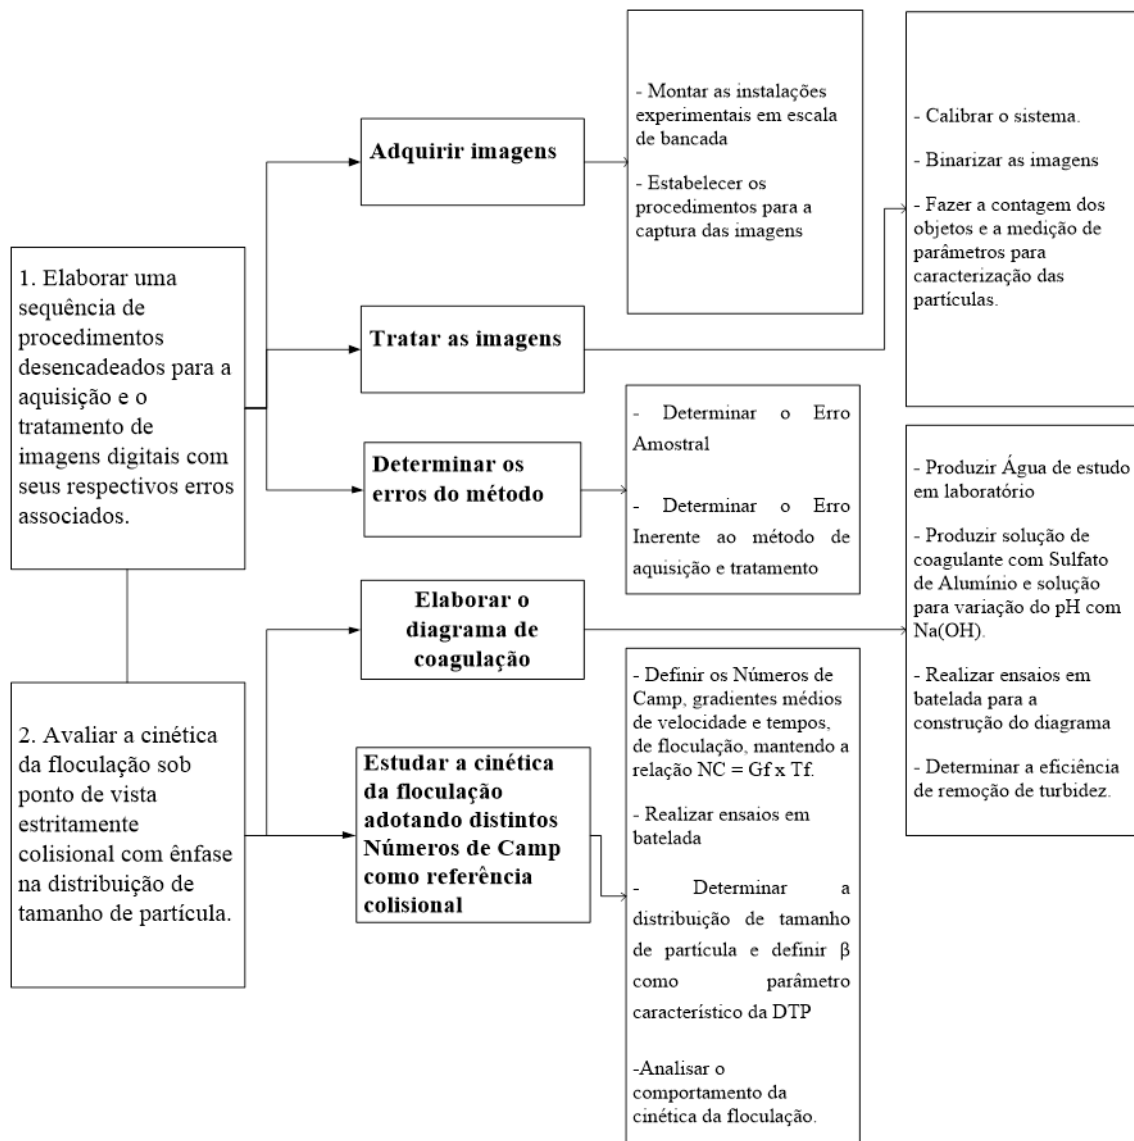 1. Elaborar uma
sequência de
procedimentos
desencadeados para a
aquisição e o
tratamento de
imagens digitais com
seus respectivos erros
associados.
Adquirir imagens
- Montar as instalações
experimentais em escala
de bancada
- Estabelecer os
procedimentos para a
captura das imagens
Tratar as imagens
- Calibrar o sistema.
- Binarizar as imagens
- Fazer a contagem dos
objetos e a medição de
parâmetros para
caracterização das
partículas.
Determinar os
erros do método
- Determinar o Erro
Amostral
- Determinar o Erro
Inerente ao método de
aquisição e tratamento
2. Avaliar a cinética
da floculação sob
ponto de vista
estritamente
colisional com ênfase
na distribuição de
tamanho de partícula.
Elaborar o
diagrama de
coagulação
- Produzir Água de estudo
em laboratório
- Produzir solução de
coagulante com Sulfato
de Alumínio e solução
para variação do pH com
Na(OH).
- Realizar ensaios em
batelada para a
construção do diagrama
- Determinar a eficiência
de remoção de turbidez.
Estudar a cinética
da floculação
adotando distintos
Números de Camp
como referência
colisional
- Definir os Números de
Camp, gradientes médios
de velocidade e tempos,
de floculação, mantendo a
relação NC = Gf x Tf.
- Realizar ensaios em
batelada
- Determinar a
distribuição de tamanho
de partícula e definir β
como parâmetro
característico da DTP
-Analisar o
comportamento da
cinética da floculação.